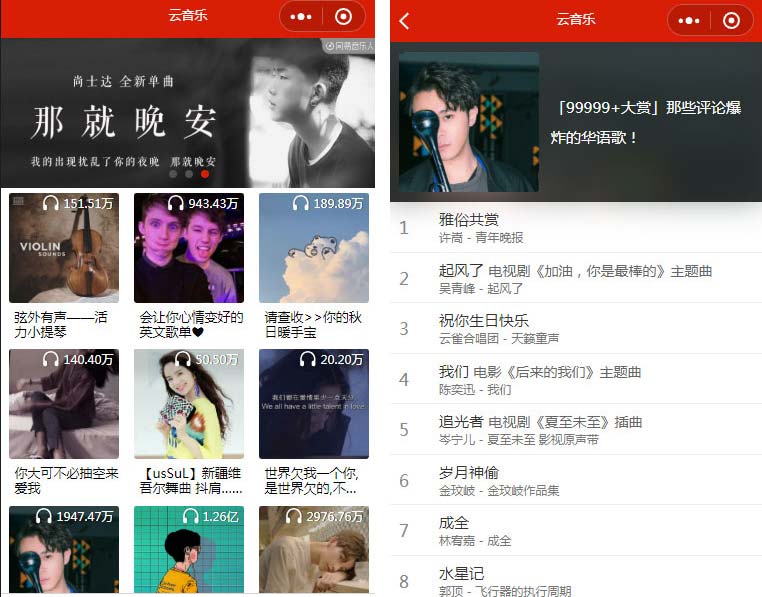 云音乐
网易音乐人
尚士达 全新单曲
那就晚安
我的出现扰乱了你的夜晚 那就晚安
151.51万
943.43万
189.89万
VIOLIN
SOUNDS
弦外有声——活
力小提琴
会让你心情变好的
英文歌单♥
请查收>>你的秋
日暖手宝
140.40万
50.50万
20.20万
我们都在爱情里少一点天分
We all have a little talent in love
你大可不必抽空来
爱我
【usSuL】新疆维
吾尔舞曲 抖肩......
世界欠我一个你,
是世界欠的,不...
1947.47万
1.26亿
2976.76万
云音乐
「99999+大赏」那些评论爆
炸的华语歌！
1
雅俗共赏
许嵩 - 青年晚报
2
起风了 电视剧《加油，你是最棒的》主题曲
吴青峰 - 起风了
3
祝你生日快乐
云雀合唱团 - 天籁童声
4
我们 电影《后来的我们》主题曲
陈奕迅 - 我们
5
追光者 电视剧《夏至未至》插曲
岑宁儿 - 夏至未至 影视原声带
6
岁月神偷
金玟岐 - 金玟岐作品集
7
成全
林宥嘉 - 成全
8
水星记
郭顶 - 飞行器的执行周期